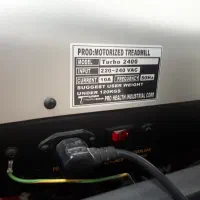 PROD:MOTORIZED TREADMILL
MODEL: Turbo 2400
INPUT: 220-240 VAC
CURRENT 10A FREQUENCY 50Hz
SUGGEST USER WEIGHT
UNDER 120KGS
PRO HEALTH INDUSTRIAL CORP.